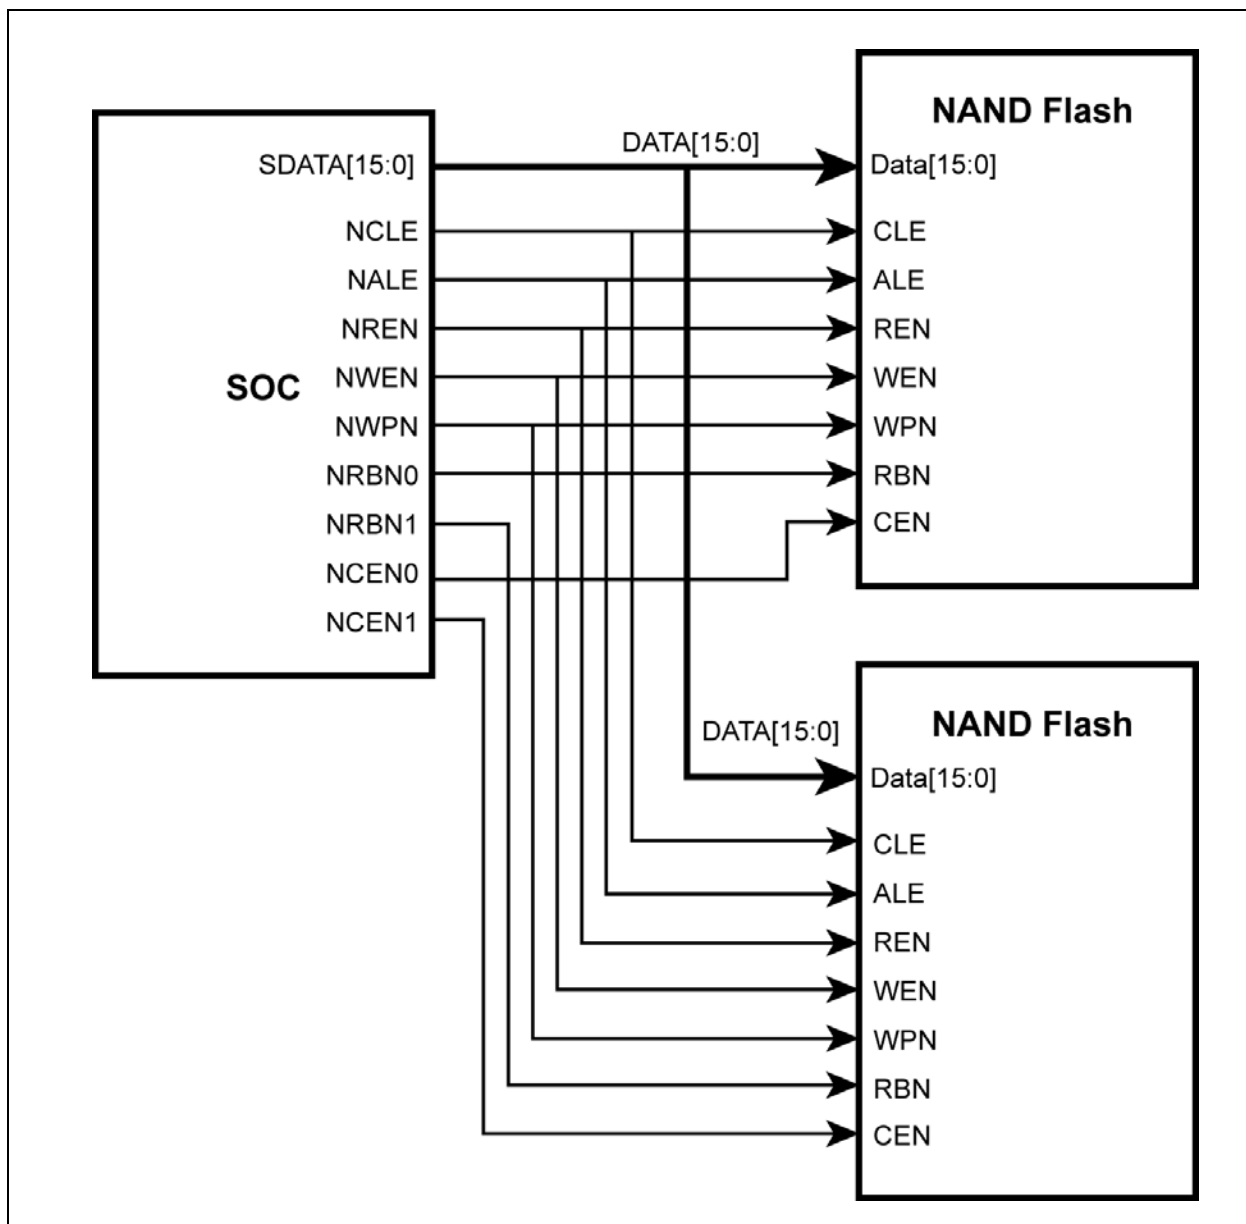 SOC
SDATA[15:0]
NCLE
NALE
NREN
NWEN
NWPN
NRBN0
NRBN1
NCEN0
NCEN1
DATA[15:0]
NAND Flash
Data[15:0]
CLE
ALE
REN
WEN
WPN
RBN
CEN
DATA[15:0]
NAND Flash
Data[15:0]
CLE
ALE
REN
WEN
WPN
RBN
CEN